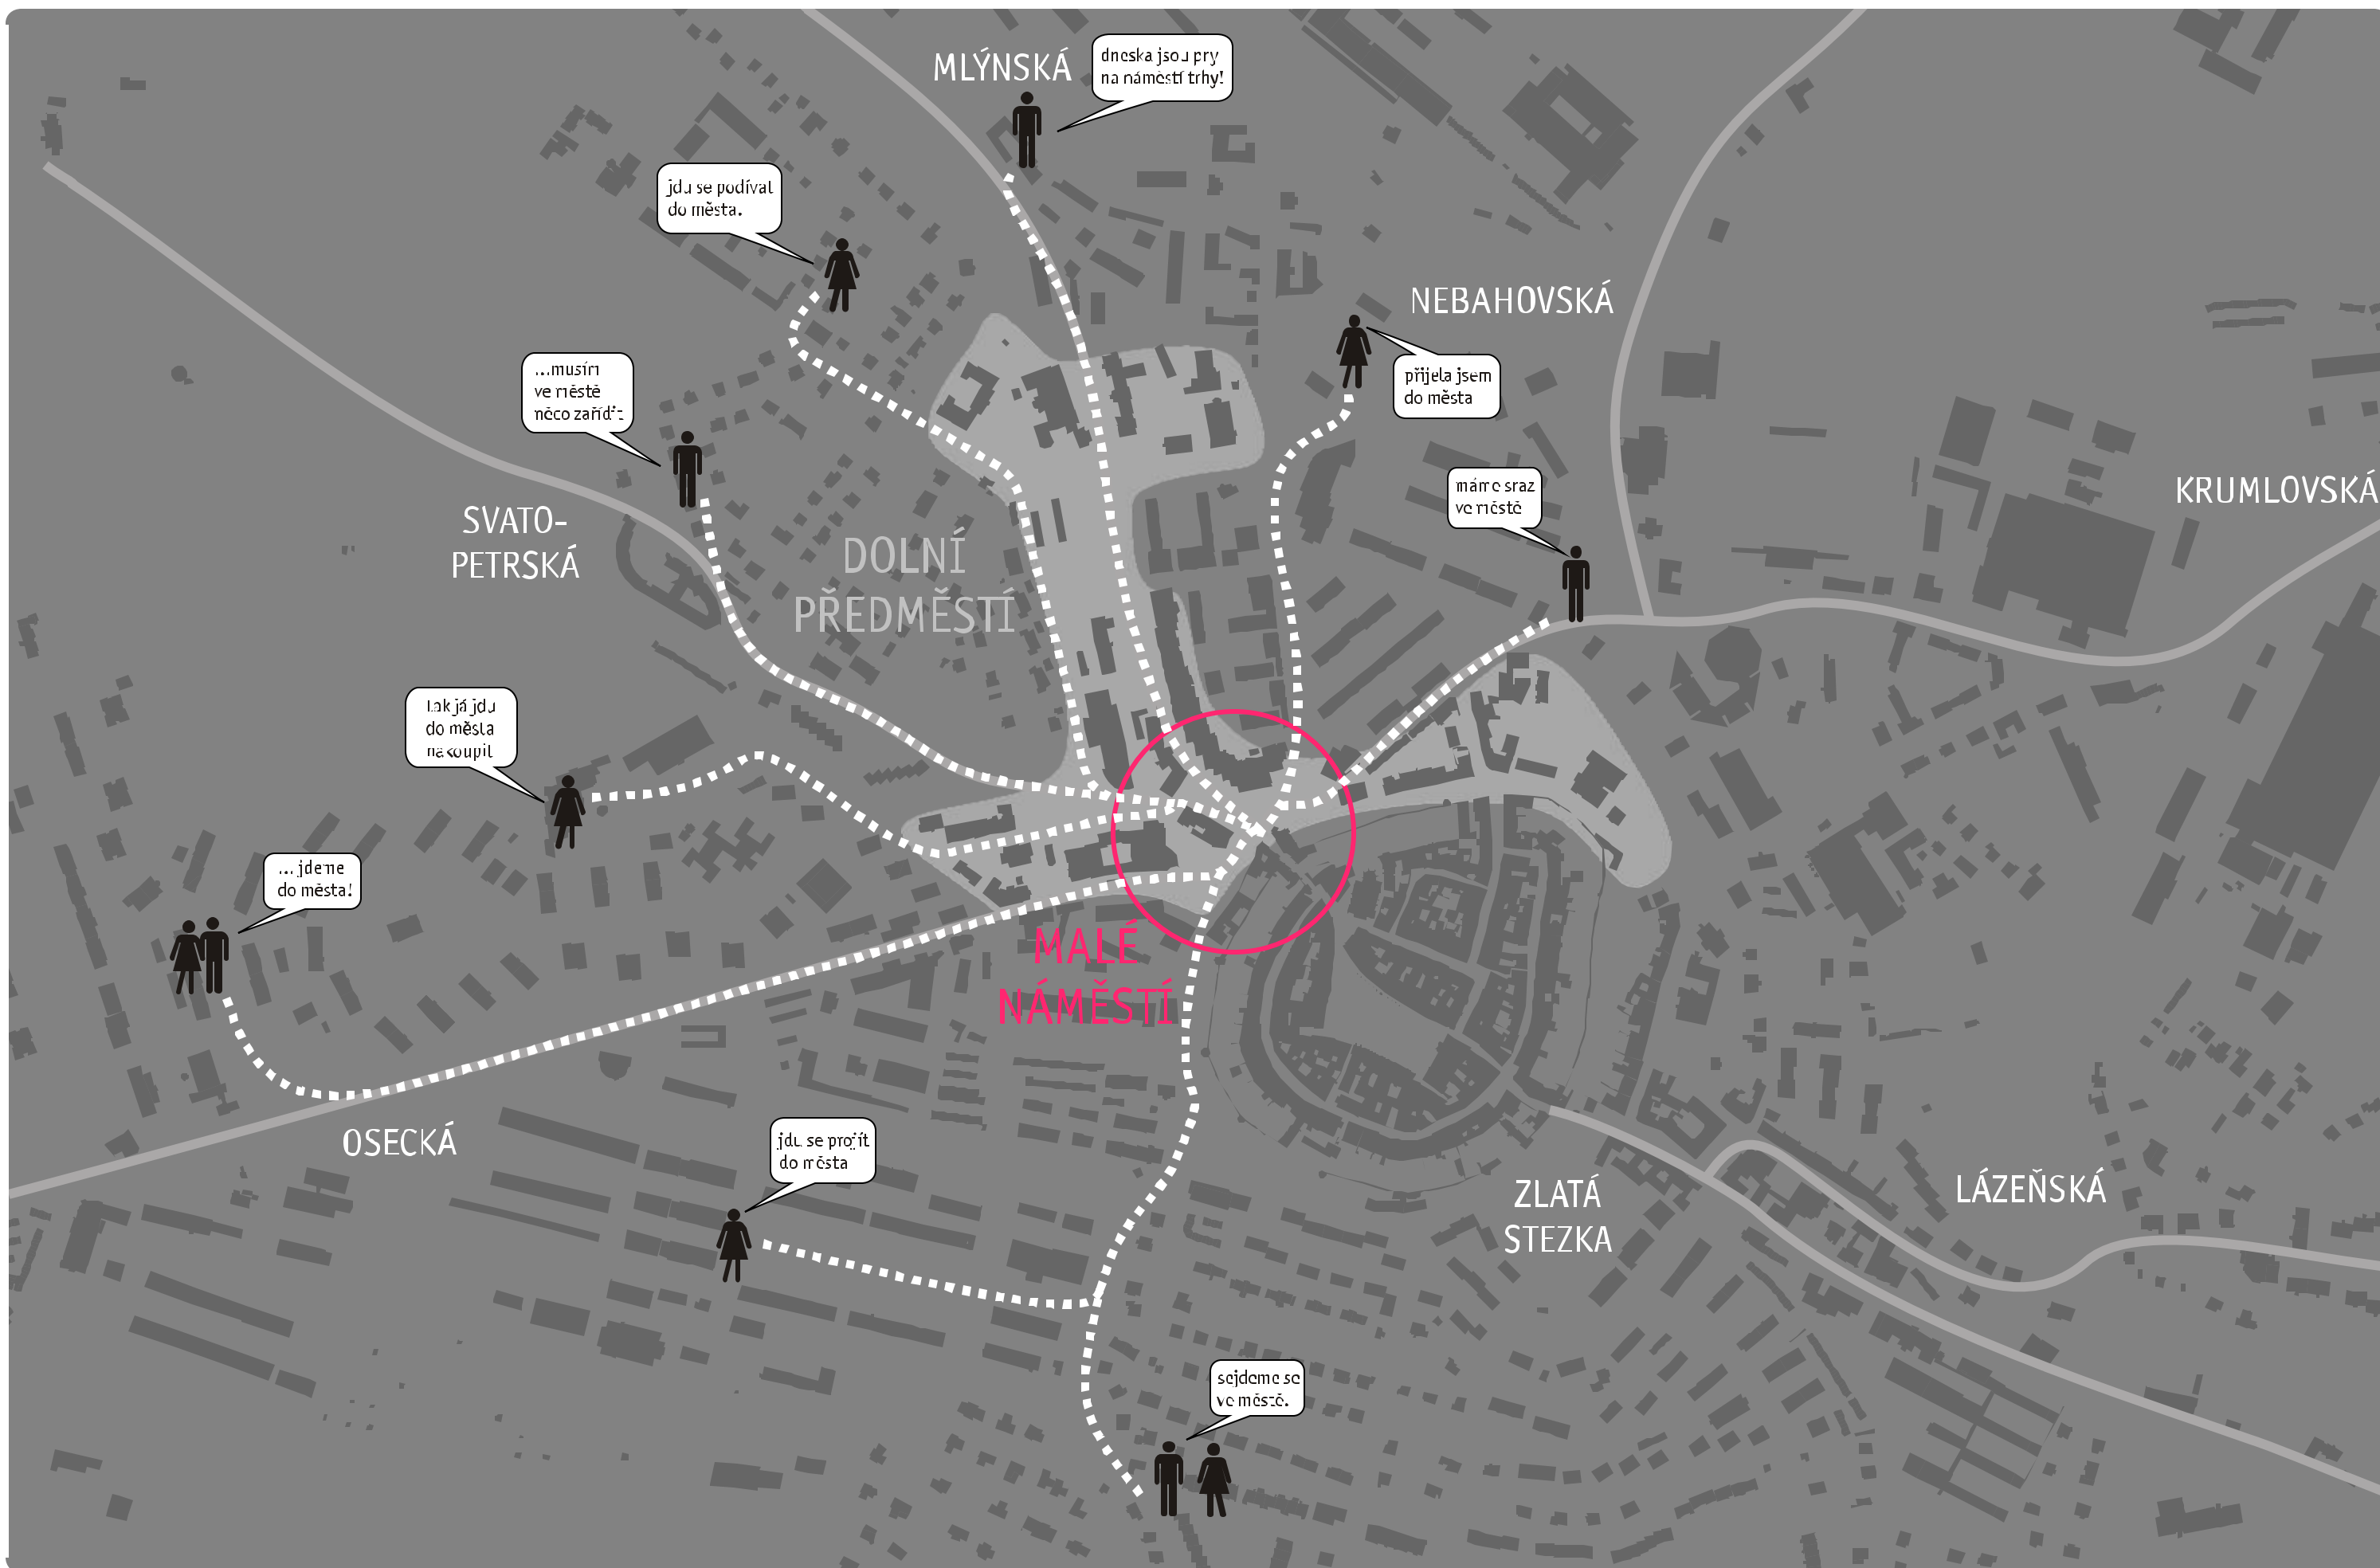 MLÝNSKÁ
dneska jsou pry
na náměstí trhy!
jdu se podívat
do města.
NEBAHOVSKÁ
přijela jsem
do města
...musím
ve městě
něco zařídit
máme sraz
ve městě
KRUMLOVSKÁ
SVATO-
PETRSKÁ
DOLNÍ
PŘEDMĚSTÍ
tak já jdu
do města
nakoupit
... jdeme
do města!
MALÉ
NÁMĚSTÍ
OSECKÁ
jdu se projít
do města
ZLATÁ
STEZKA
LÁZEŇSKÁ
sejdeme se
ve městě.